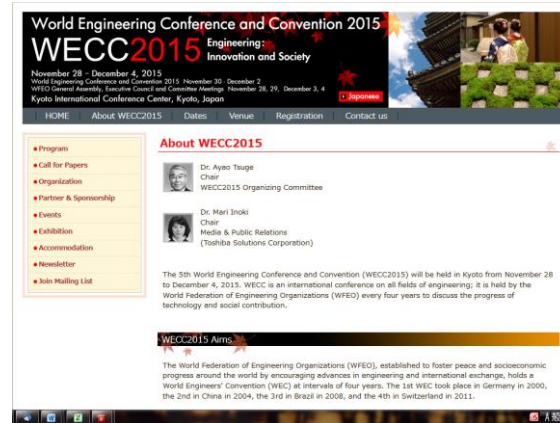 World Engineering Conference and Convention 2015
WECC2015 Engineering:
Innovation and Society
November 28 – December 4, 2015
World Engineering Conference and Convention 2015 November 30 - December 2
WFEO General Assembly, Executive Council and Committee Meetings November 28, 29, December 3, 4
Kyoto International Conference Center, Kyoto, Japan
Japanese
HOME About WECC2015 Dates Venue Registration Contact us
Program
Call for Papers
Organization
Partner & Sponsorship
Events
Exhibition
Accommodation
Newsletter
Join Mailing List
About WECC2015
Dr. Ayao Tsuge
Chair
WECC2015 Organizing Committee
Dr. Mari Inoki
Chair
Media & Public Relations
(Toshiba Solutions Corporation)
The 5th World Engineering Conference and Convention (WECC2015) will be held in Kyoto from November 28
to December 4, 2015. WECC is an international conference on all fields of engineering; it is held by the
World Federation of Engineering Organizations (WFEO) every four years to discuss the progress of
technology and social contribution.
WECC2015 Aims
The World Federation of Engineering Organizations (WFEO), established to foster peace and socioeconomic
progress around the world by encouraging advances in engineering and international exchange, holds a
World Engineers' Convention (WEC) at intervals of four years. The 1st WEC took place in Germany in 2000,
the 2nd in China in 2004, the 3rd in Brazil in 2008, and the 4th in Switzerland in 2011.